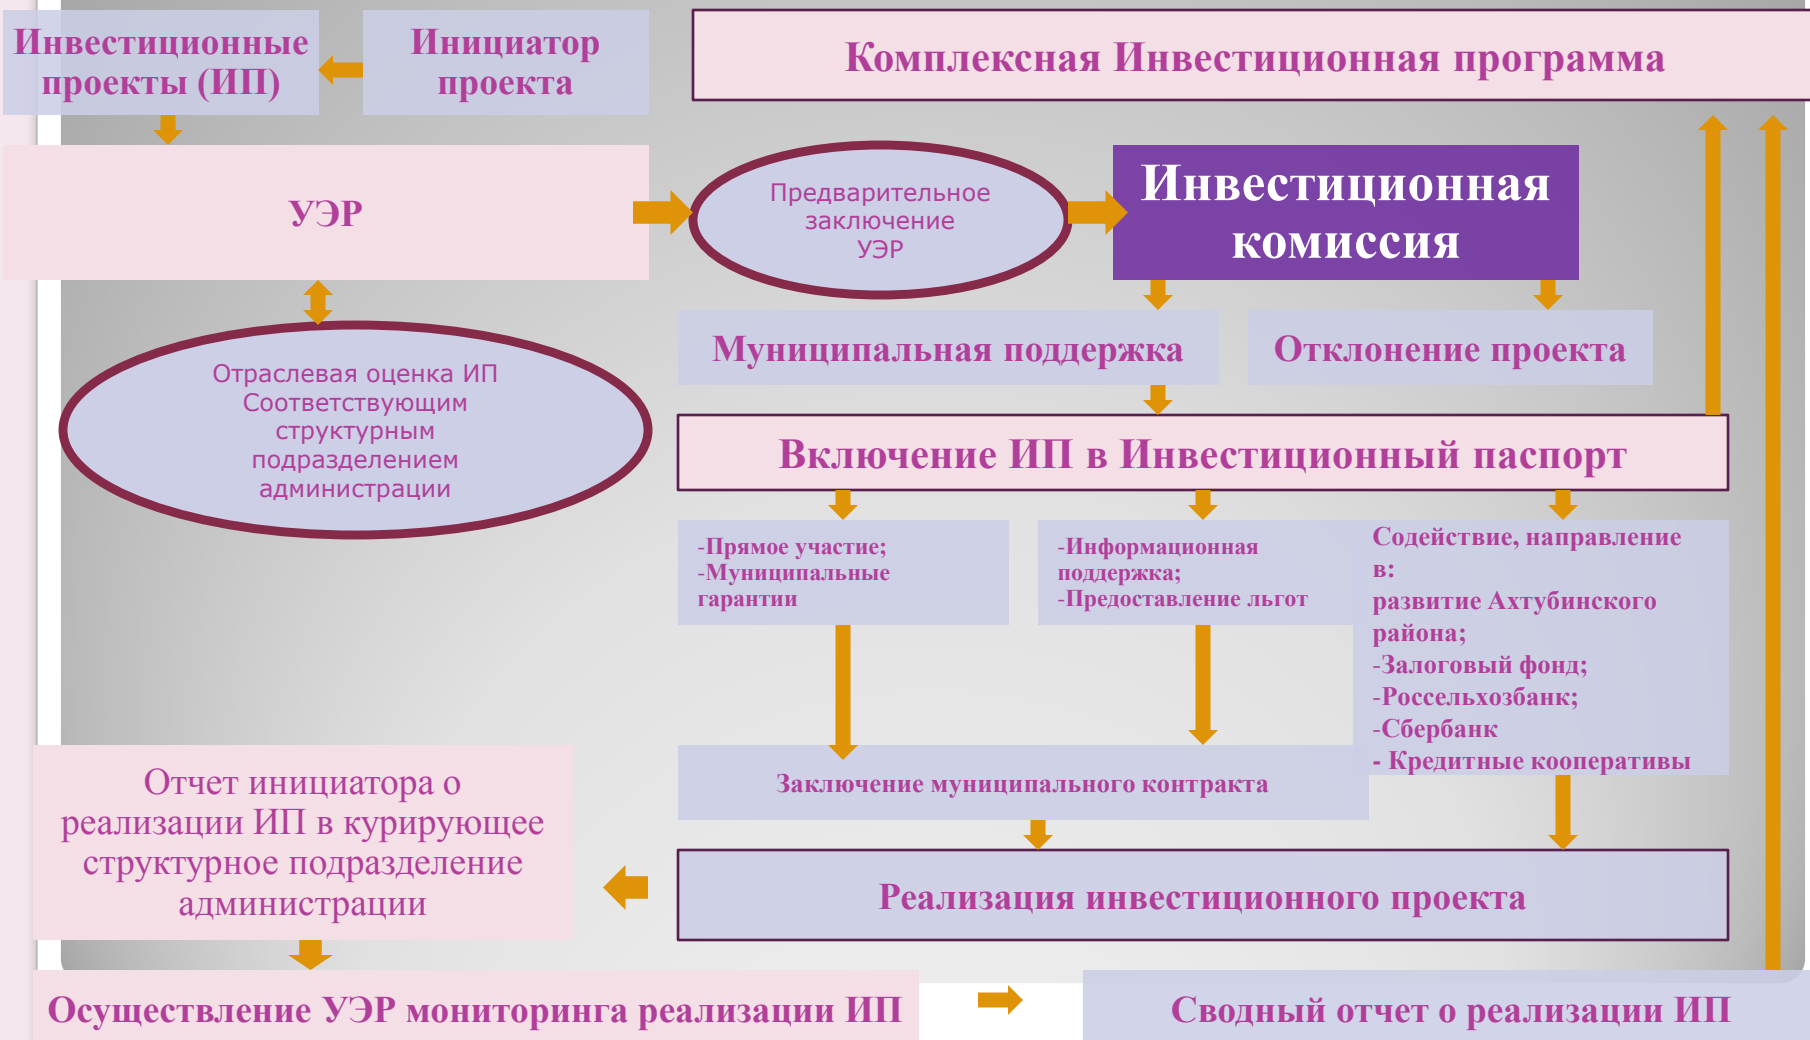 Инвестиционные
проекты (ИП)
Инициатор
проекта
Комплексная Инвестиционная программа
УЭР
Предварительное
заключение
УЭР
Инвестиционная
комиссия
Отраслевая оценка ИП
Соответствующим
структурным
подразделением
администрации
Муниципальная поддержка
Отклонение проекта
Включение ИП в Инвестиционный паспорт
-Прямое участие;
-Муниципальные
гарантии
-Информационная
поддержка;
-Предоставление льгот
Содействие, направление
в:
развитие Ахтубинского
района;
-Залоговый фонд;
-Россельхозбанк;
-Сбербанк
- Кредитные кооперативы
Заключение муниципального контракта
Отчет инициатора о
реализации ИП в курирующее
структурное подразделение
администрации
Реализация инвестиционного проекта
Осуществление УЭР мониторинга реализации ИП
Сводный отчет о реализации ИП